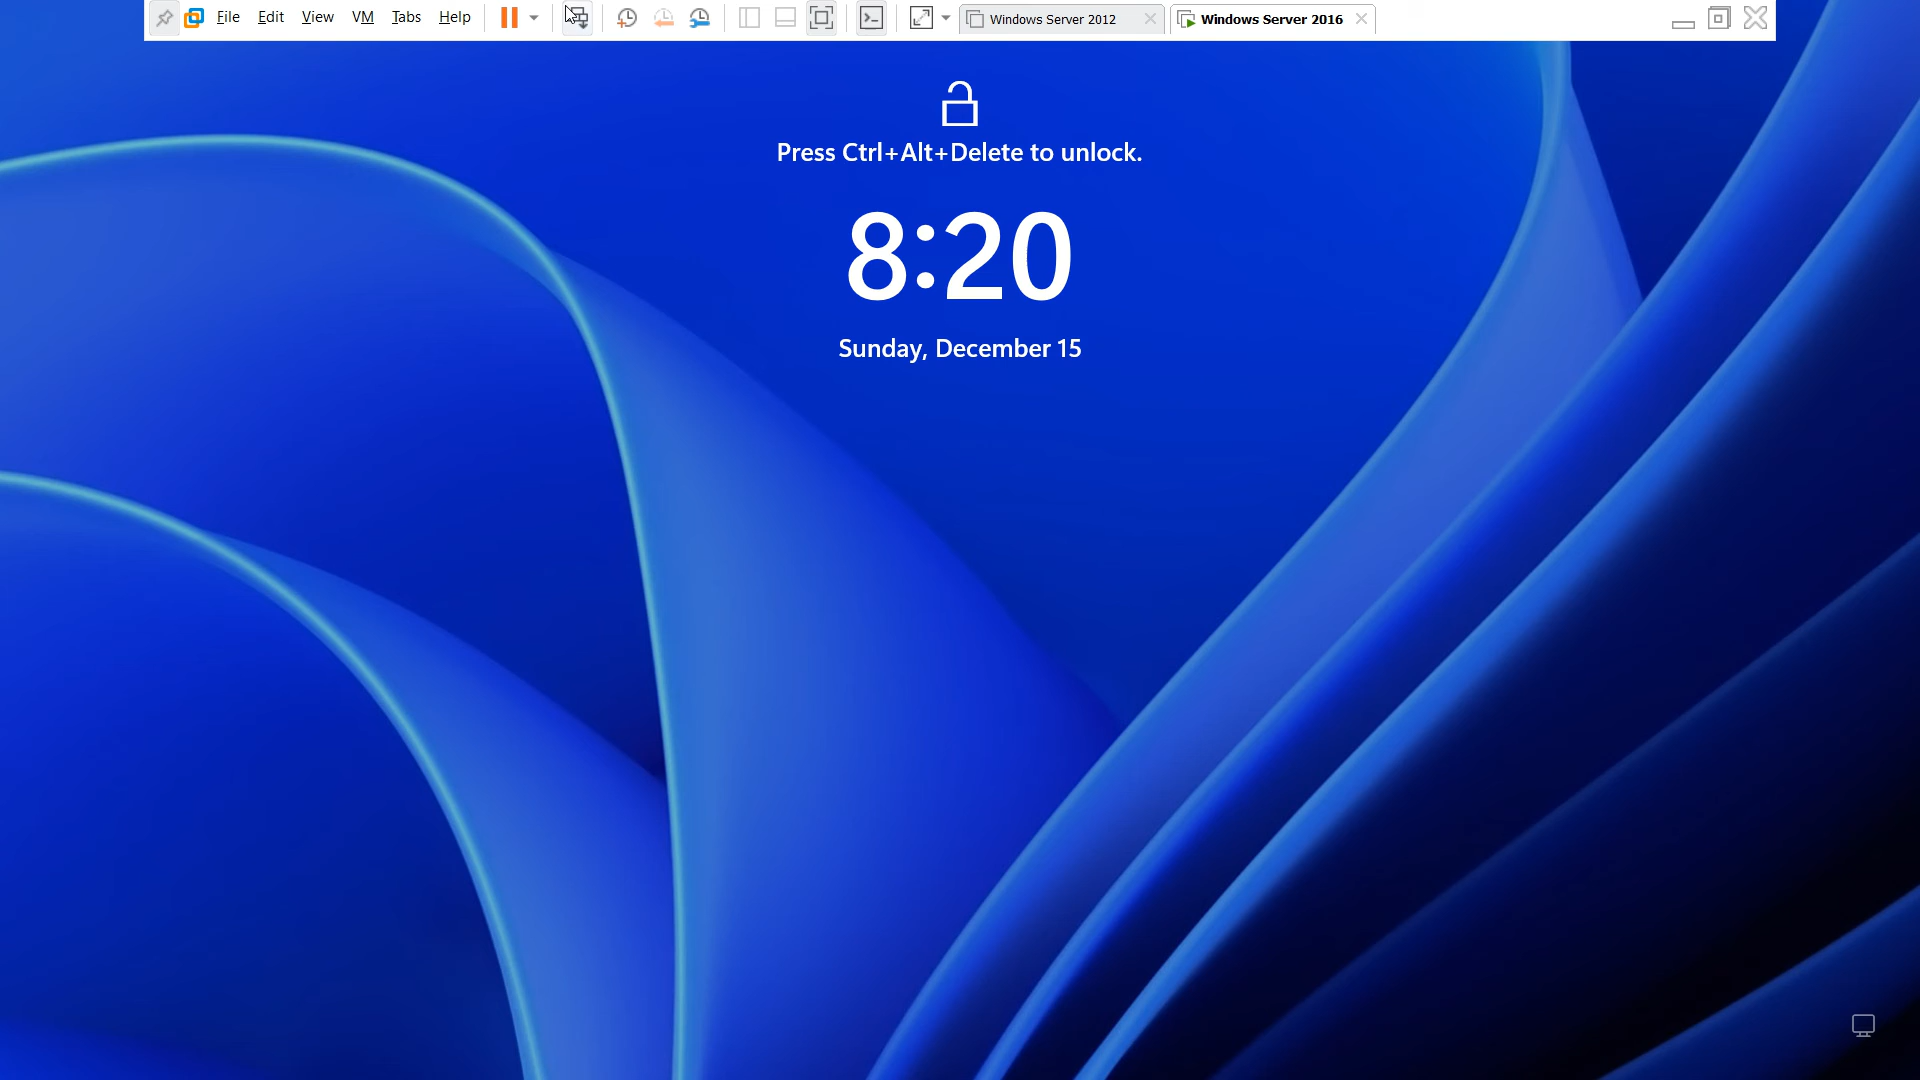 File Edit View VM Tabs Help Windows Server 2012 Windows Server 2016
Press Ctrl+Alt+Delete to unlock.
8:20
Sunday, December 15